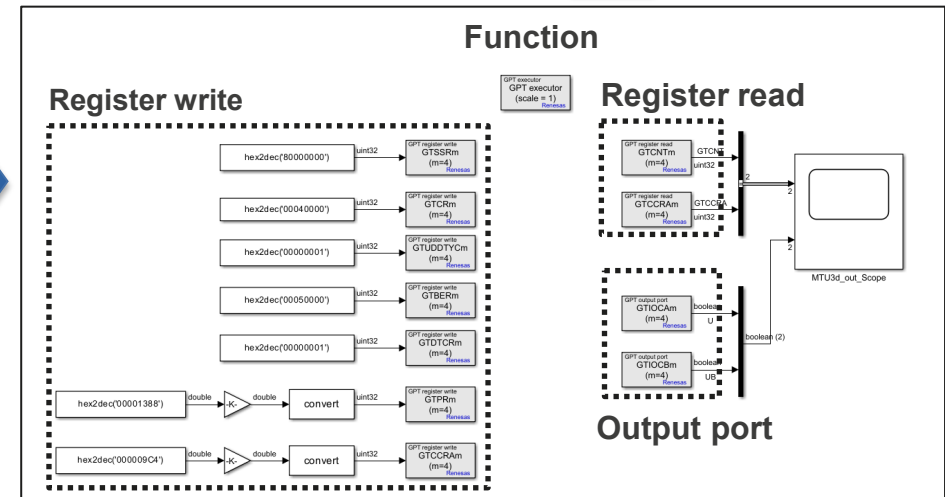 Function
GPT executor
GPT executor
(scale = 1)
Renesas
Register write
hex2dec('80000000')
uint32
GPT register write
GTSSRm
(m=4)
Renesas
hex2dec('00040000')
uint32
GPT register write
GTCRm
(m=4)
Renesas
hex2dec('00000001')
uint32
GPT register write
GTUDDTYCm
(m=4)
Renesas
hex2dec('00050000')
uint32
GPT register write
GTBERm
(m=4)
Renesas
hex2dec('00000001')
uint32
GPT register write
GTDTCRm
(m=4)
Renesas
hex2dec('00001388')
double
-K-
double
convert
uint32
GPT register write
GTPRm
(m=4)
Renesas
hex2dec('000009C4')
double
-K-
double
convert
uint32
GPT register write
GTCCRAm
(m=4)
Renesas
Register read
GPT register read
GTCNTm
(m=4)
Renesas
GTCNT
uint32
GPT register read
GTCCRAm
(m=4)
Renesas
GTCCRA
uint32
2
2
2
MTU3d_out_Scope
GPT output port
GTIOCAm
(m=4)
Renesas
boolean
U
GPT output port
GTIOCBm
(m=4)
Renesas
boolean
UB
boolean (2)
Output port